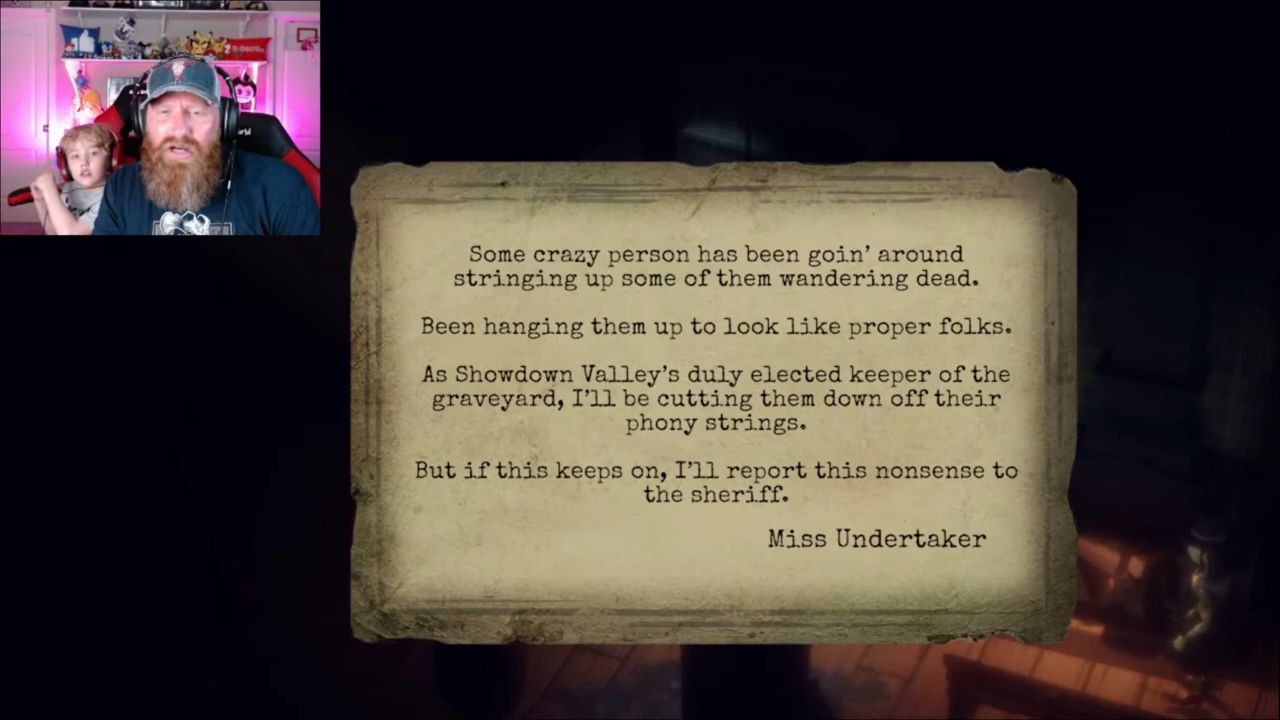 Subscribe
Some crazy person has been goin' around
stringing up some of them wandering dead.
Been hanging them up to look like proper folks.
As Showdown Valley's duly elected keeper of the
graveyard, I'll be cutting them down off their
phony strings.
But if this keeps on, I'll report this nonsense to
the sheriff.
Miss Undertaker